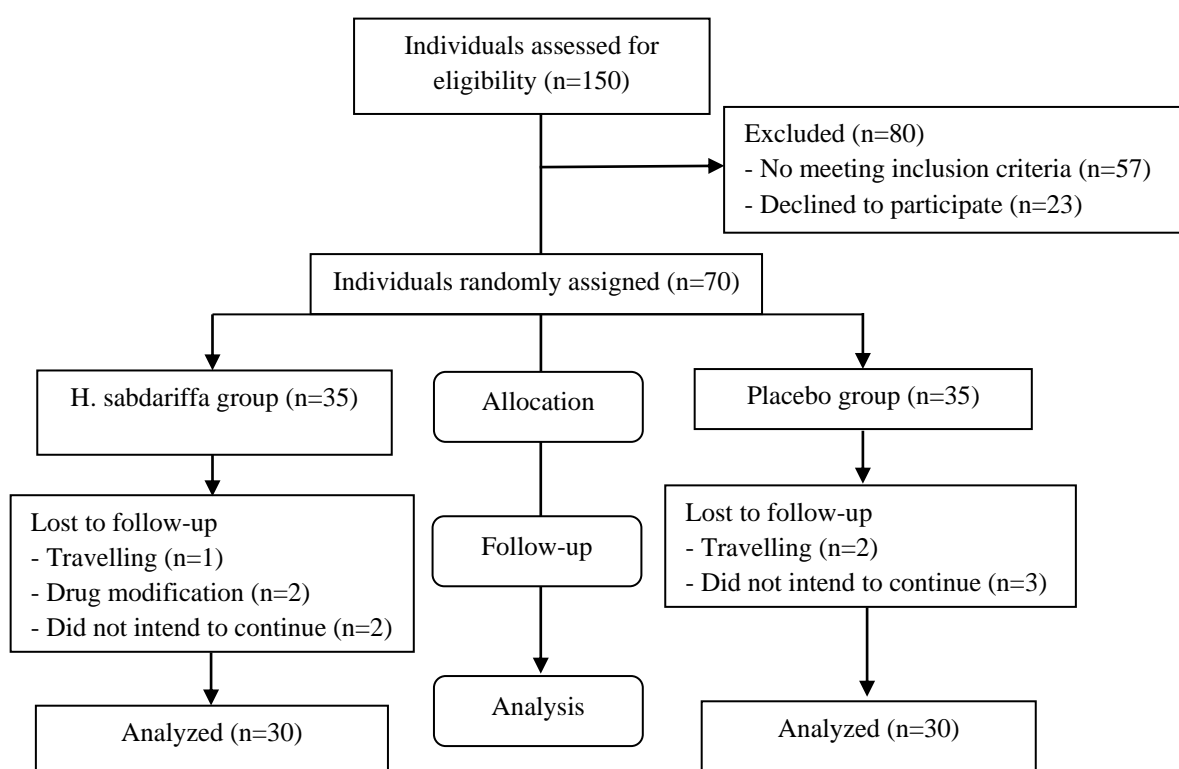 Individuals assessed for
eligibility (n=150)
Excluded (n=80)
- No meeting inclusion criteria (n=57)
- Declined to participate (n=23)
Individuals randomly assigned (n=70)
H. sabdariffa group (n=35)
Allocation
Placebo group (n=35)
Lost to follow-up
- Travelling (n=1)
- Drug modification (n=2)
- Did not intend to continue (n=2)
Follow-up
Lost to follow-up
- Travelling (n=2)
- Did not intend to continue (n=3)
Analyzed (n=30)
Analysis
Analyzed (n=30)